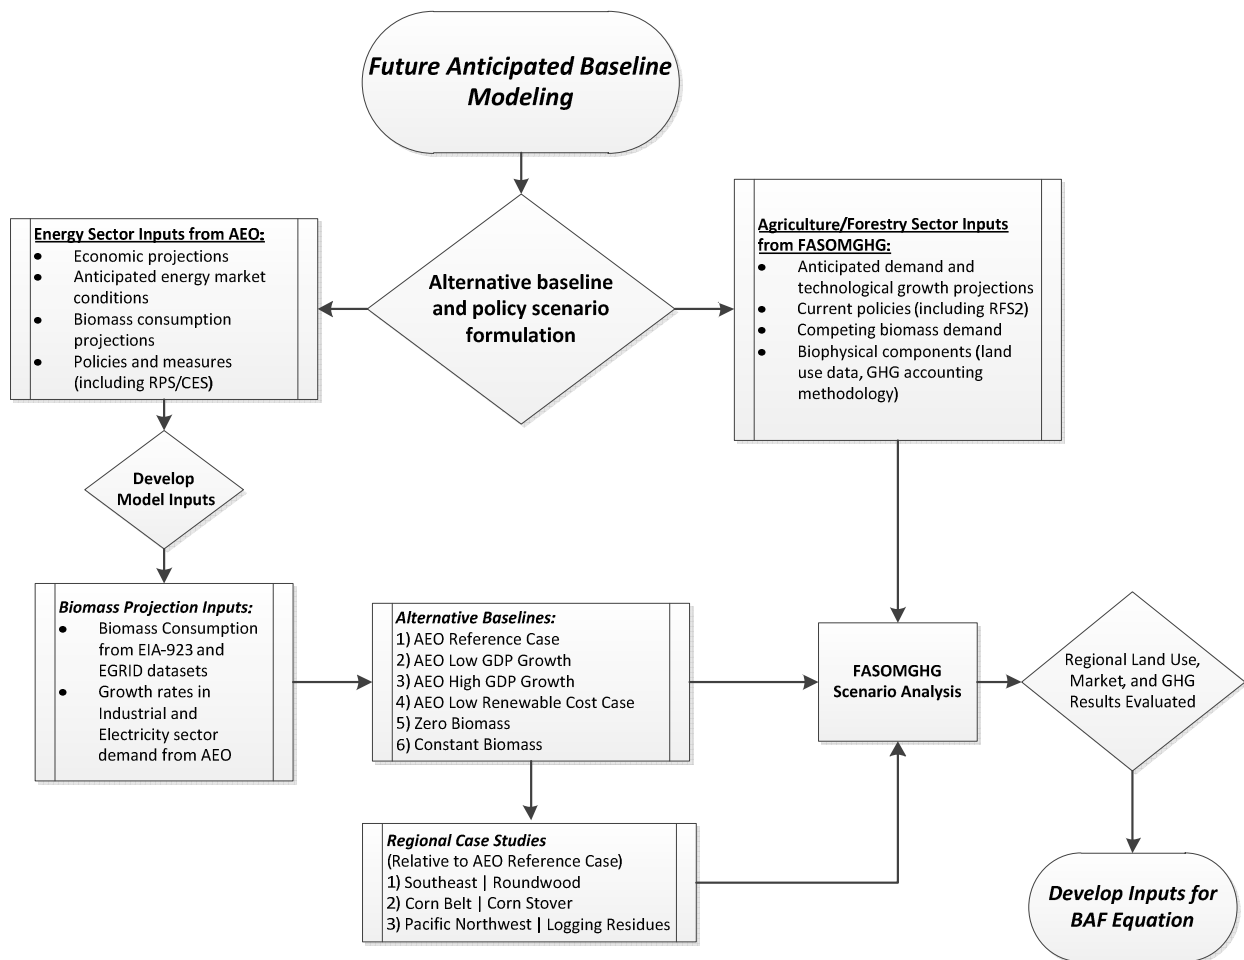 Future Anticipated Baseline
Modeling
Energy Sector Inputs from AEO:
● Economic projections
● Anticipated energy market
conditions
● Biomass consumption
projections
● Policies and measures
(including RPS/CES)
Alternative baseline
and policy scenario
formulation
Agriculture/Forestry Sector Inputs
from FASOMGHG:
● Anticipated demand and
technological growth projections
● Current policies (including RFS2)
● Competing biomass demand
● Biophysical components (land
use data, GHG accounting
methodology)
Develop
Model Inputs
Biomass Projection Inputs:
● Biomass Consumption
from EIA-923 and
EGRID datasets
● Growth rates in
Industrial and
Electricity sector
demand from AEO
Alternative Baselines:
1) AEO Reference Case
2) AEO Low GDP Growth
3) AEO High GDP Growth
4) AEO Low Renewable Cost Case
5) Zero Biomass
6) Constant Biomass
FASOMGHG
Scenario Analysis
Regional Land Use,
Market, and GHG
Results Evaluated
Regional Case Studies
(Relative to AEO Reference Case)
1) Southeast | Roundwood
2) Corn Belt | Corn Stover
3) Pacific Northwest | Logging Residues
Develop Inputs for
BAF Equation